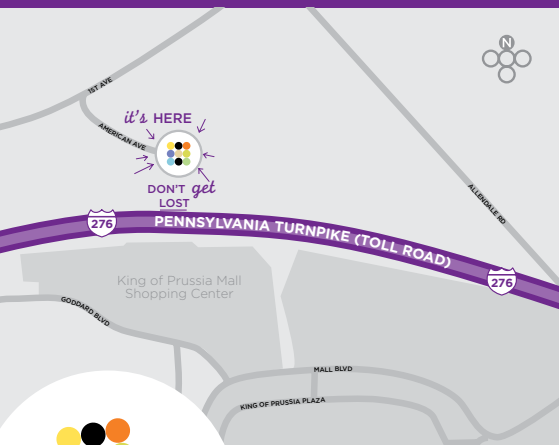 N
1ST AVE
it's HERE
AMERICAN AVE
DON'T get
LOST
ALLENDALE RD
276
PENNSYLVANIA TURNPIKE (TOLL ROAD)
276
King of Prussia Mall
Shopping Center
GODDARD BLVD
MALL BLVD
KING OF PRUSSIA PLAZA